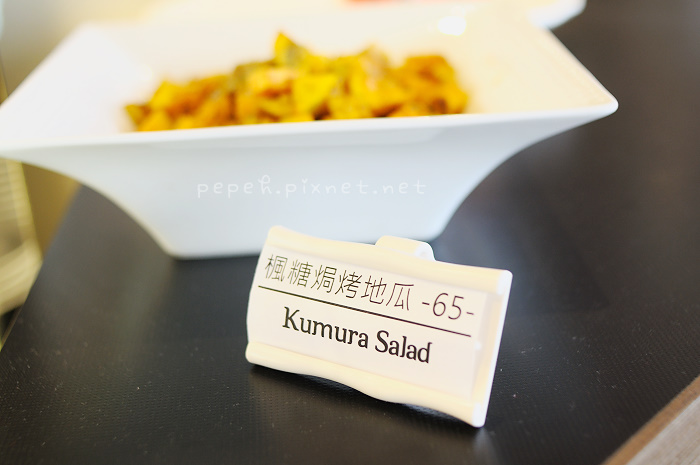 pepeh.pixnet.net
楓糖焗烤地瓜 -65-
Kumura Salad